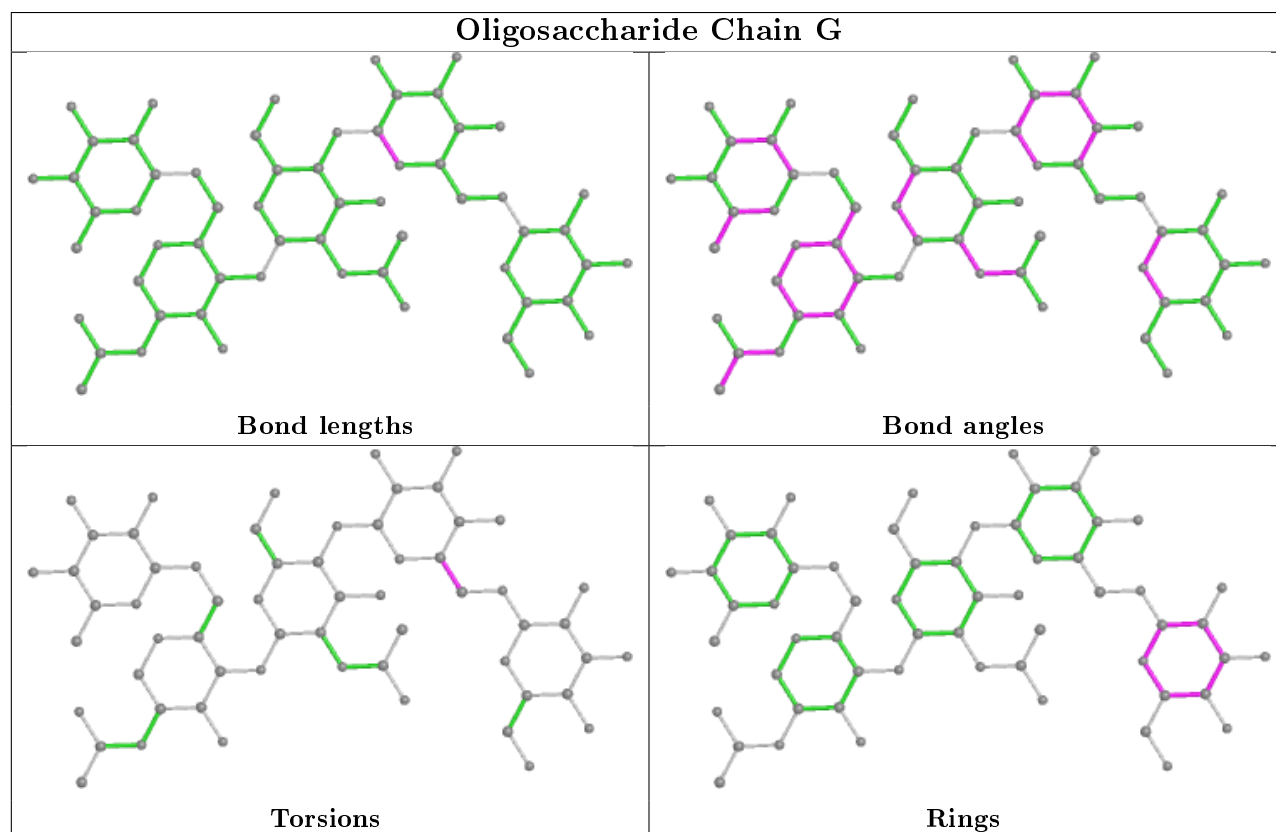 Oligosaccharide Chain G
Bond lengths
Bond angles
Torsions
Rings